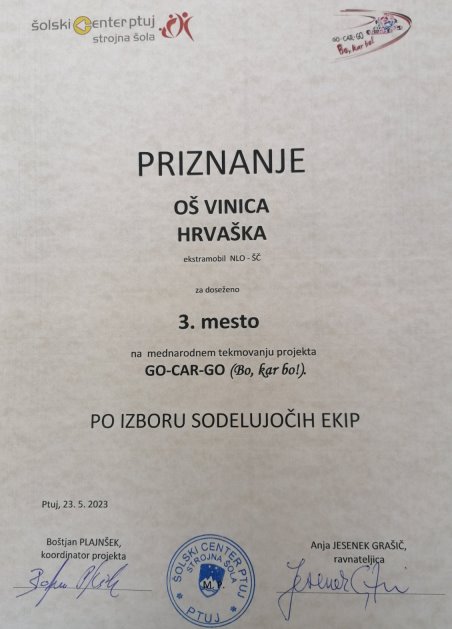 šolski Center ptuj
strojna šola
GO-CAR-GO
Bo, kar bo!
PRIZNANJE
OŠ VINICA
HRVAŠKA
ekstramobil NLO - ŠČ
za doseženo
3. mesto
na mednarodnem tekmovanju projekta
GO-CAR-GO (Bo, kar bo!).
PO IZBORU SODELUJOČIH EKIP
Ptuj, 23. 5. 2023
Boštjan PLAJNŠEK,
koordinator projekta
Anja JESENEK GRAŠIČ,
ravnateljica
ŠOLSKI CENTER PTUJ
STROJNA ŠOLA
M.P.
PTUJ